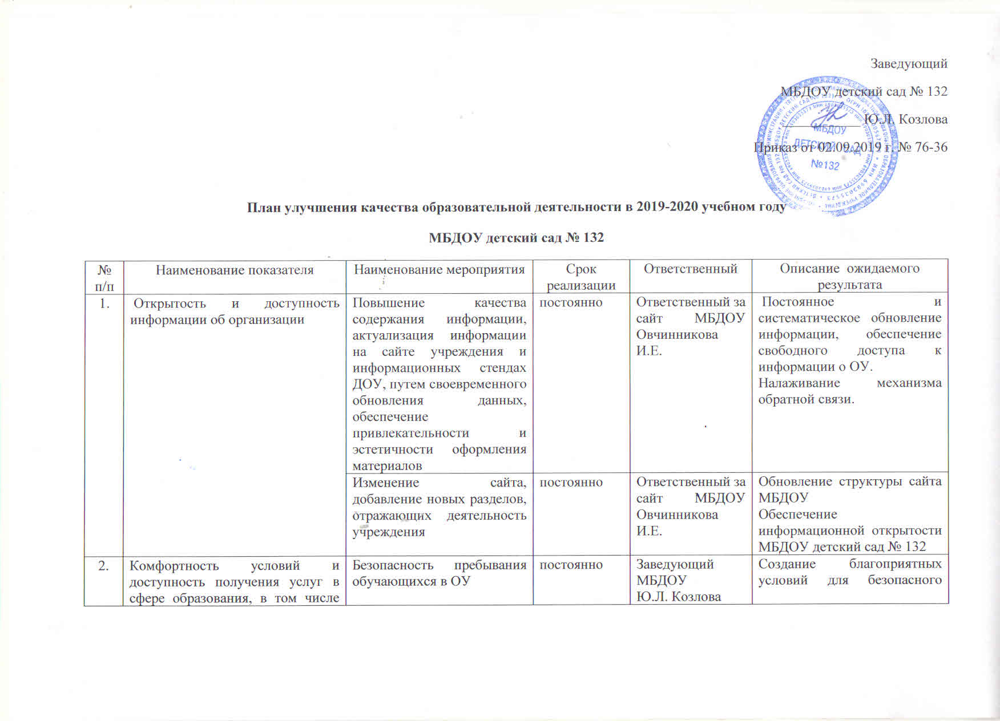 Заведующий
МБДОУ детский сад № 132
Ю.Л. Козлова
Приказ от 02.09.2019 г. № 76-36
МБДОУ
ДЕТСКИЙ САД
№132
План улучшения качества образовательной деятельности в 2019-2020 учебном году
МБДОУ детский сад № 132
№
п/п
Наименование показателя
Наименование мероприятия
Срок
реализации
Ответственный
Описание ожидаемого
результата
1.
Открытость и доступность
информации об организации
Повышение качества
содержания информации,
актуализация информации
на сайте учреждения и
информационных стендах
ДОУ, путем своевременного
обновления данных,
обеспечение
привлекательности и
эстетичности оформления
материалов
постоянно
Ответственный за
сайт МБДОУ
Овчинникова
И.Е.
Постоянное и
систематическое обновление
информации, обеспечение
свободного доступа к
информации о ОУ.
Налаживание механизма
обратной связи.
Изменение сайта,
добавление новых разделов,
отражающих деятельность
учреждения
постоянно
Ответственный за
сайт МБДОУ
Овчинникова
И.Е.
Обновление структуры сайта
МБДОУ
Обеспечение
информационной открытости
МБДОУ детский сад № 132
2.
Комфортность условий и
доступность получения услуг в
сфере образования, в том числе
Безопасность пребывания
обучающихся в ОУ
постоянно
Заведующий
МБДОУ
Ю.Л. Козлова
Создание благоприятных
условий для безопасного